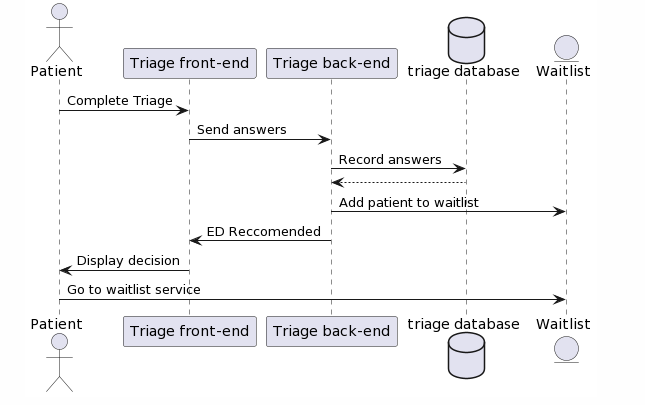 Patient
Triage front-end
Triage back-end
triage database
Waitlist
Complete Triage
Send answers
Record answers
Add patient to waitlist
ED Reccomended
Display decision
Go to waitlist service
Patient
Triage front-end
Triage back-end
triage database
Waitlist